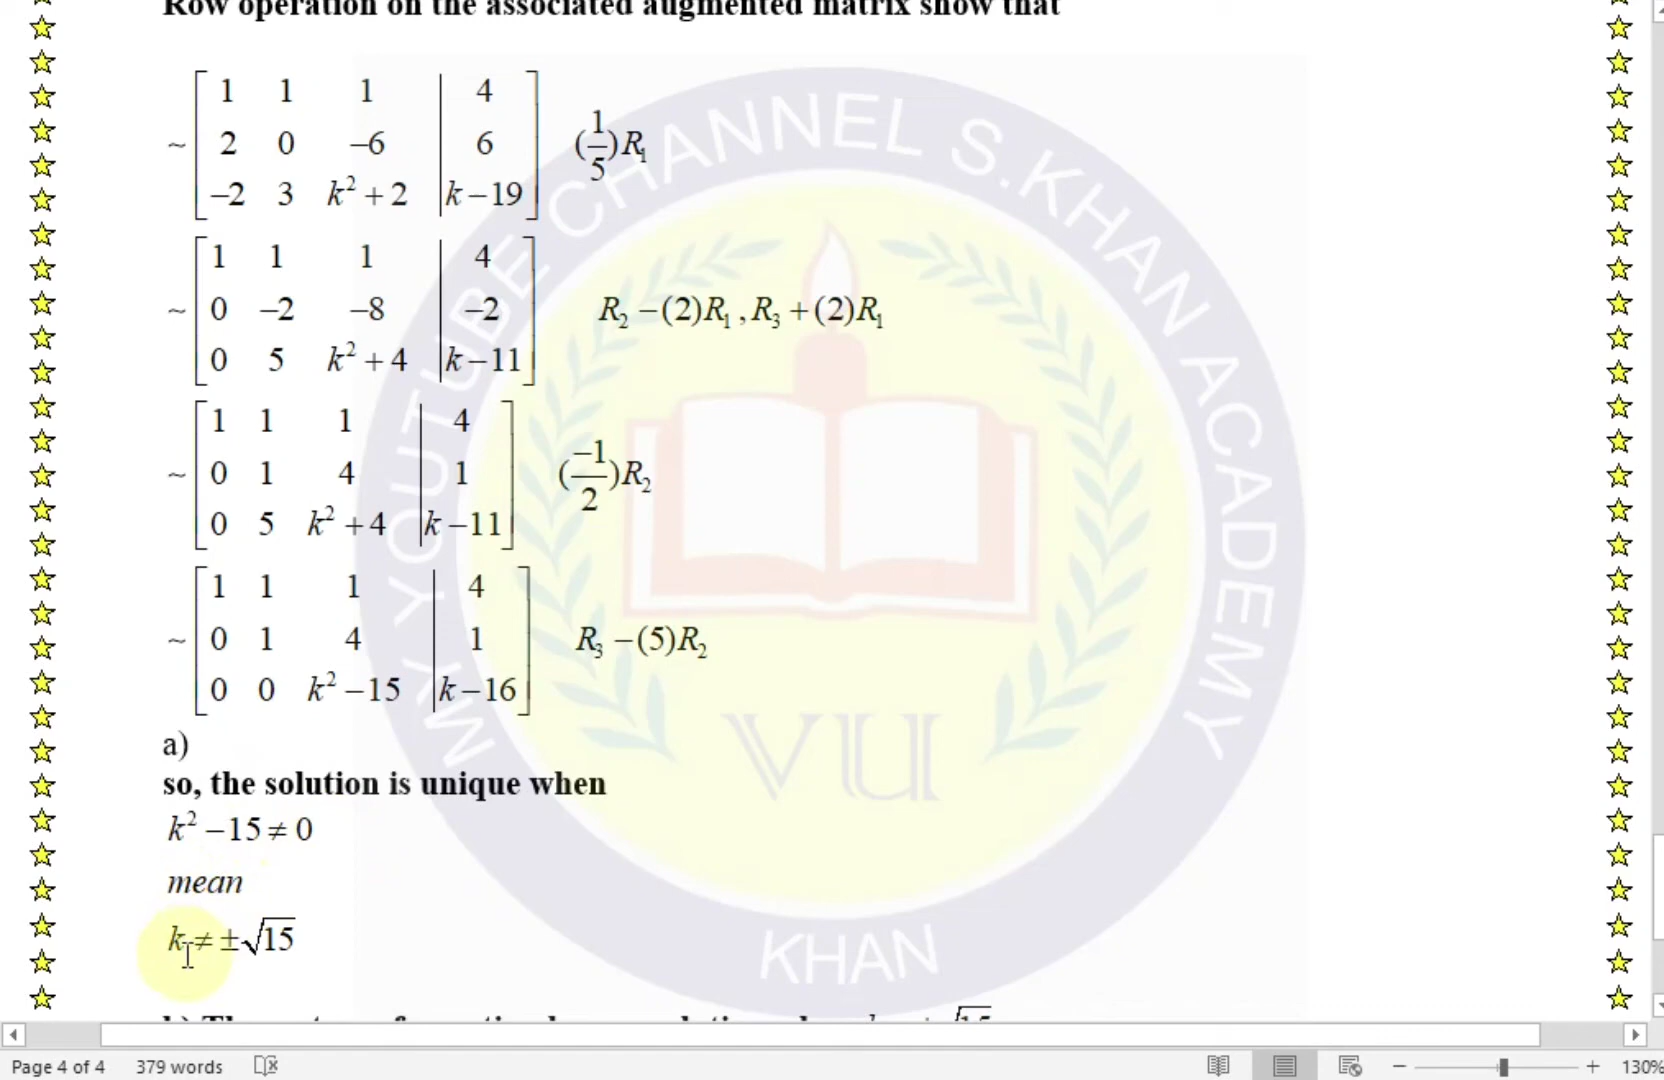 Row operation on the associated augmented matrix show that
~ [ 1 1 1 | 4 ]
[ 2 0 −6 | 6 ] (1/5)R₁
[ −2 3 k² + 2 | k − 19 ]
~ [ 1 1 1 | 4 ]
[ 0 −2 −8 | −2 ] R₂ − (2)R₁ , R₃ + (2)R₁
[ 0 5 k² + 4 | k − 11 ]
~ [ 1 1 1 | 4 ]
[ 0 1 4 | 1 ] (−1/2)R₂
[ 0 5 k² + 4 | k − 11 ]
~ [ 1 1 1 | 4 ]
[ 0 1 4 | 1 ] R₃ − (5)R₂
[ 0 0 k² − 15 | k − 16 ]
a)
so, the solution is unique when
k² − 15 ≠ 0
mean
k ≠ ±√15
MY YOUTUBE CHANNEL S.KHAN ACADEMY
VU
KHAN
Page 4 of 4 379 words 130%